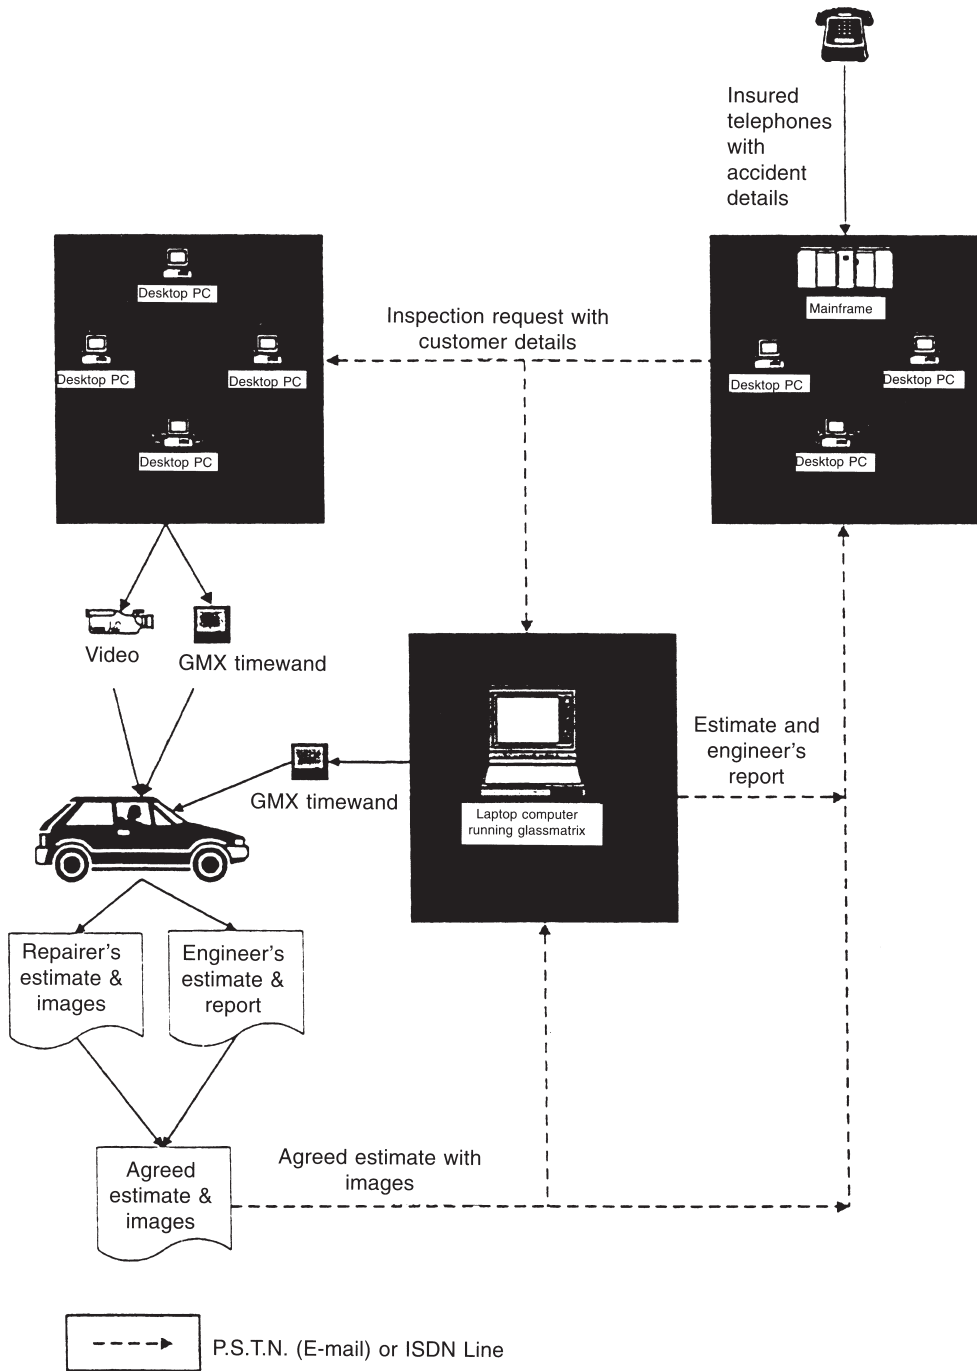 Insured
telephones
with
accident
details
Desktop PC
Desktop PC
Desktop PC
Desktop PC
Inspection request with
customer details
Mainframe
Desktop PC
Desktop PC
Desktop PC
Video
GMX timewand
GMX timewand
Laptop computer
running glassmatrix
Estimate and
engineer's
report
Repairer's
estimate &
images
Engineer's
estimate &
report
Agreed
estimate &
images
Agreed estimate with
images
P.S.T.N. (E-mail) or ISDN Line